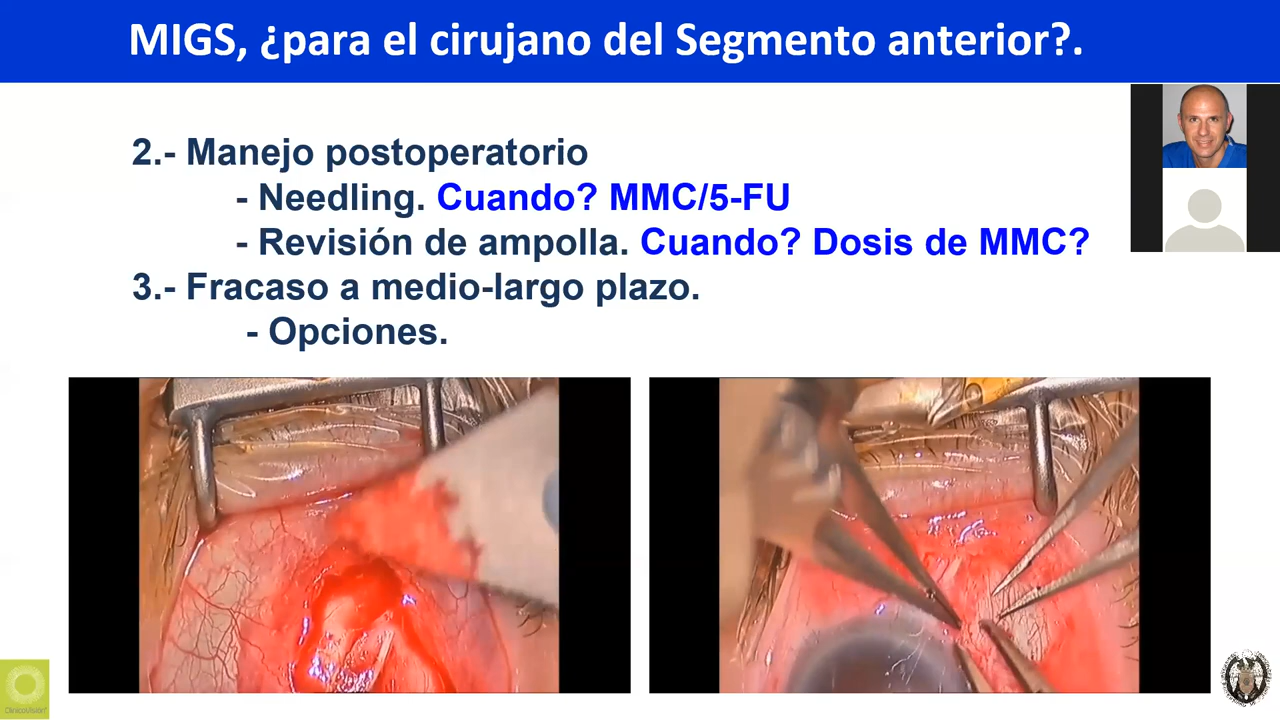 MIGS, ¿para el cirujano del Segmento anterior?.
2.- Manejo postoperatorio
- Needling. Cuando? MMC/5-FU
- Revisión de ampolla. Cuando? Dosis de MMC?
3.- Fracaso a medio-largo plazo.
- Opciones.